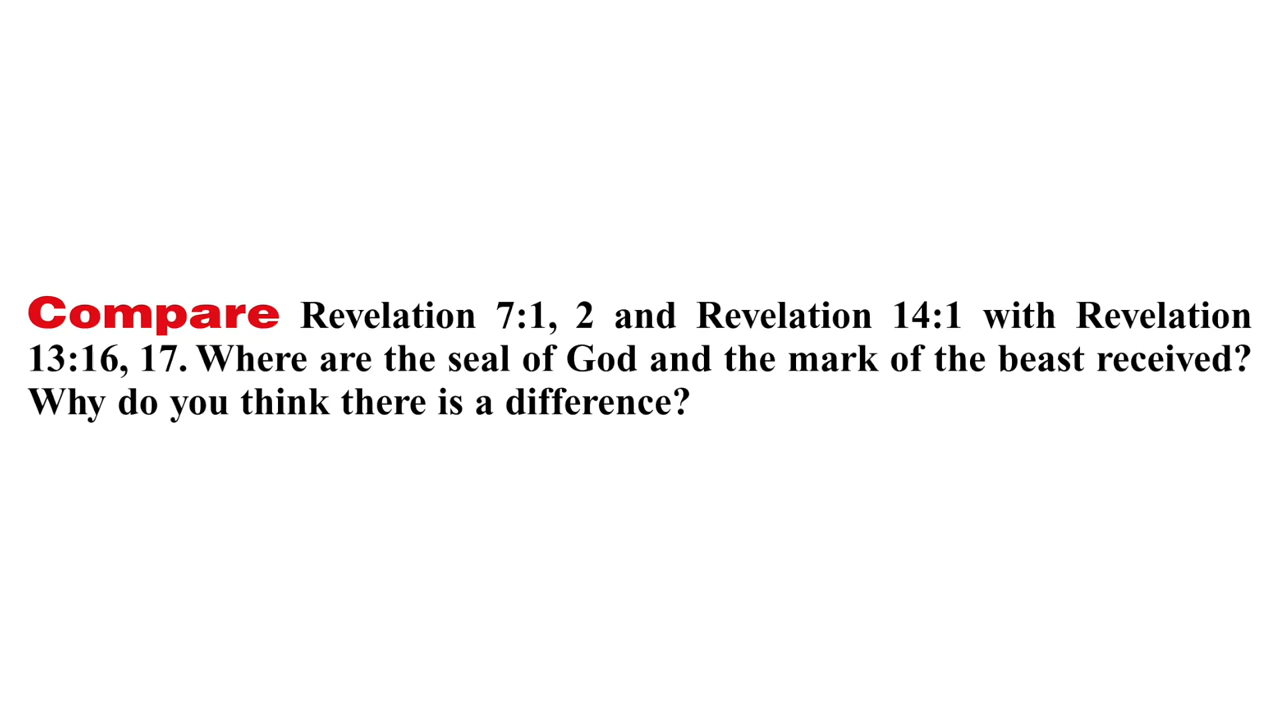 Compare Revelation 7:1, 2 and Revelation 14:1 with Revelation
13:16, 17. Where are the seal of God and the mark of the beast received?
Why do you think there is a difference?